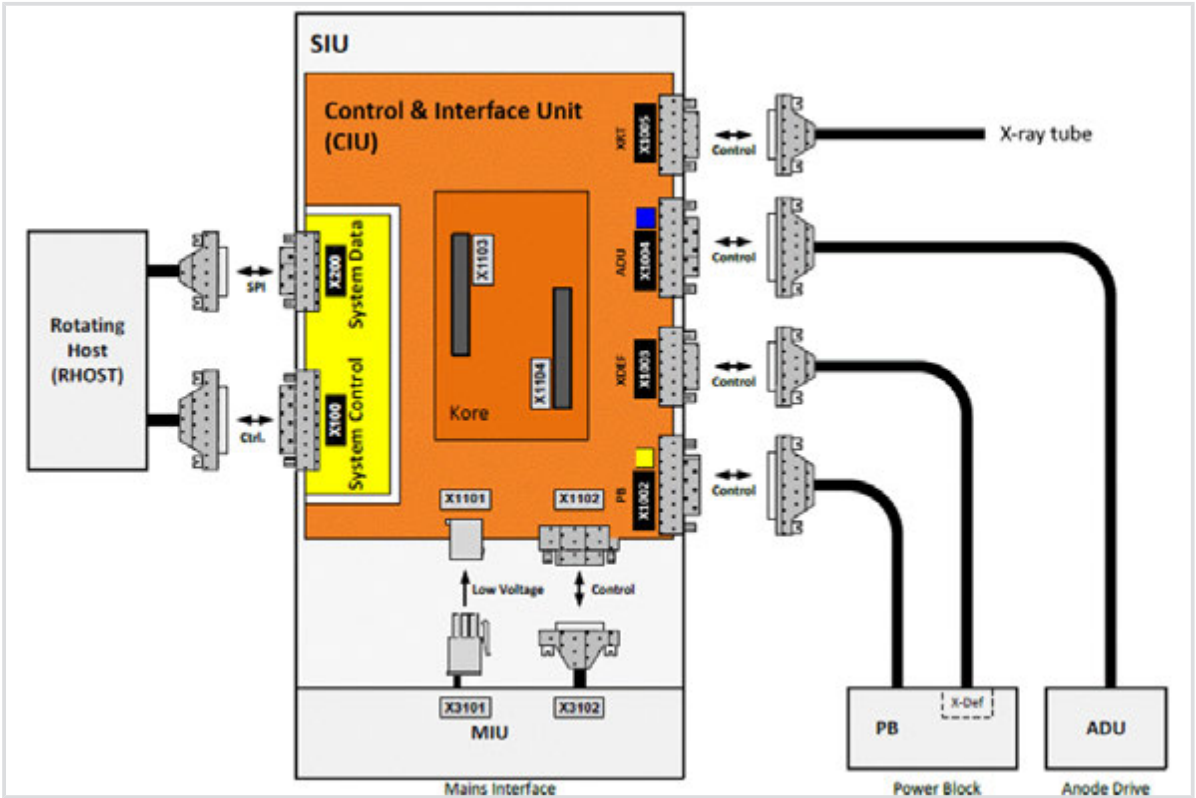 SIU
Control & Interface Unit
(CIU)
XRT
X1005
Control
X-ray tube
ADU
X1004
Control
System Data
X200
SPI
Rotating
Host
(RHOST)
X1103
X1104
Kore
XDEF
X1003
Control
System Control
X100
Ctrl.
PB
X1002
Control
X1101
X1102
Low Voltage
Control
X3101
X3102
MIU
Mains Interface
PB
X-Def
Power Block
ADU
Anode Drive